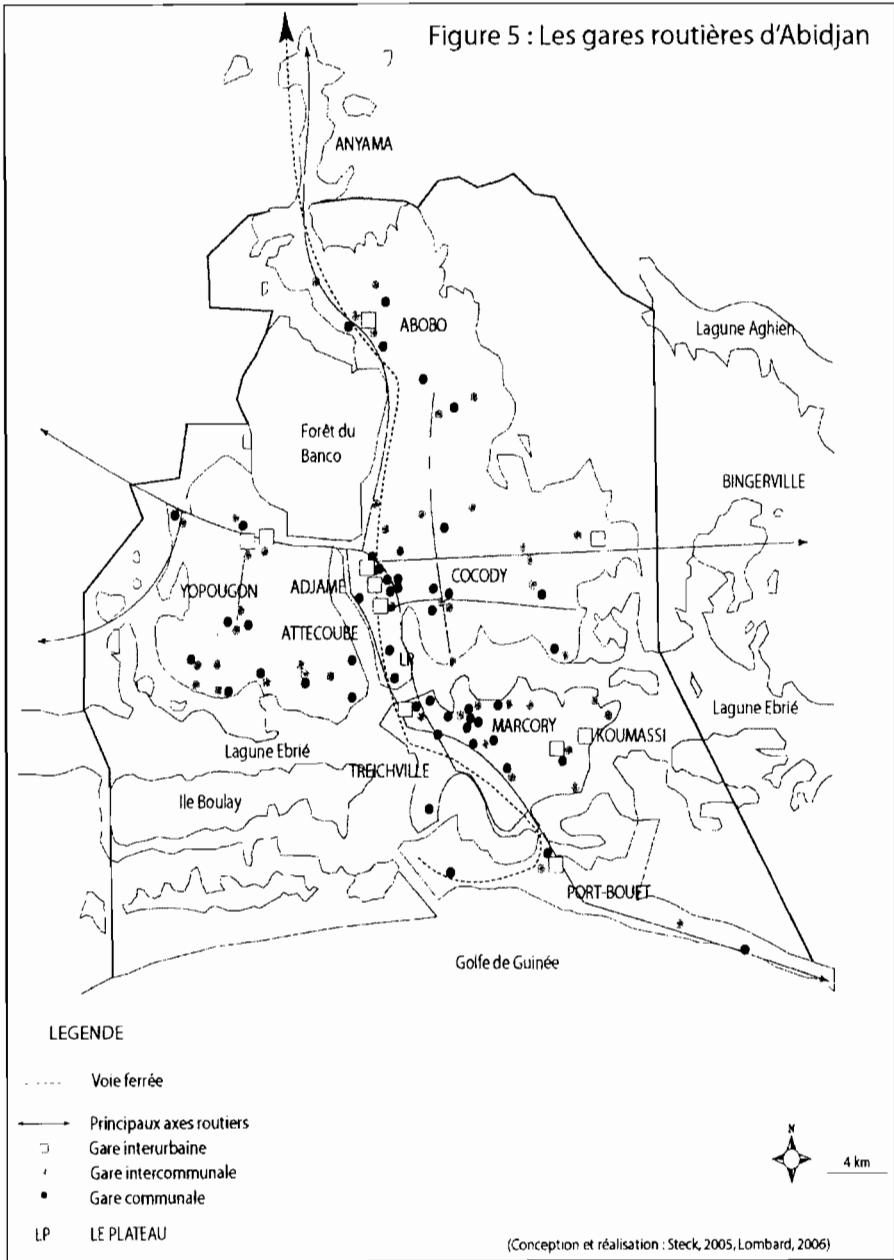 Figure 5 : Les gares routières d'Abidjan
ANYAMA
ABOBO
Lagune Aghien
Forêt du
Banco
BINGERVILLE
YOPOUGON
ADJAME
COCODY
ATTECOUBE
LP
MARCORY
KOUMASSI
Lagune Ebrié
Lagune Ebrié
TREICHVILLE
Ile Boulay
PORT-BOUET
Golfe de Guinée
LEGENDE
Voie ferrée
Principaux axes routiers
Gare interurbaine
Gare intercommunale
Gare communale
LP LE PLATEAU
N
4 km
(Conception et réalisation : Steck, 2005, Lombard, 2006)